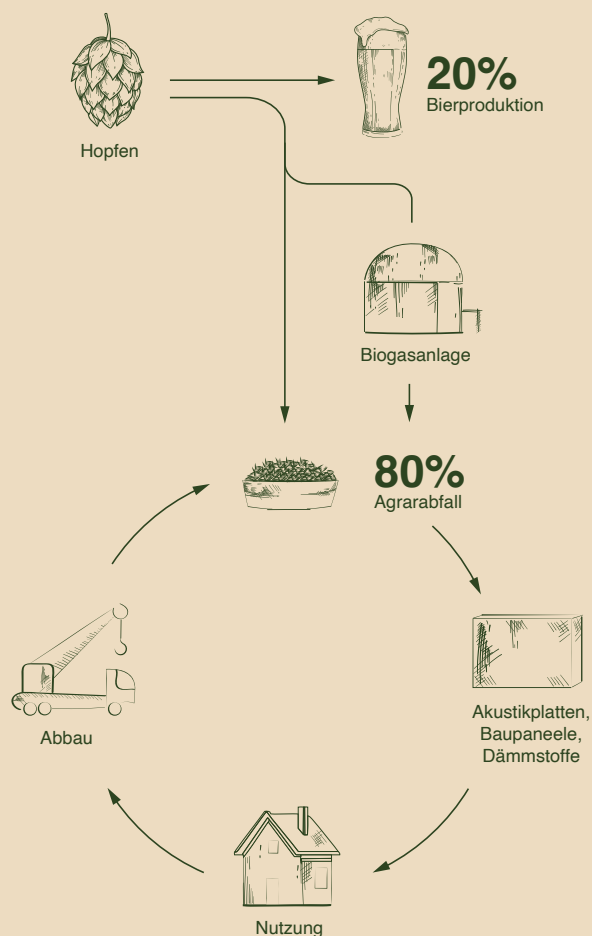 Hopfen
20%
Bierproduktion
Biogasanlage
80%
Agrarabfall
Akustikplatten,
Baupaneele,
Dämmstoffe
Abbau
Nutzung